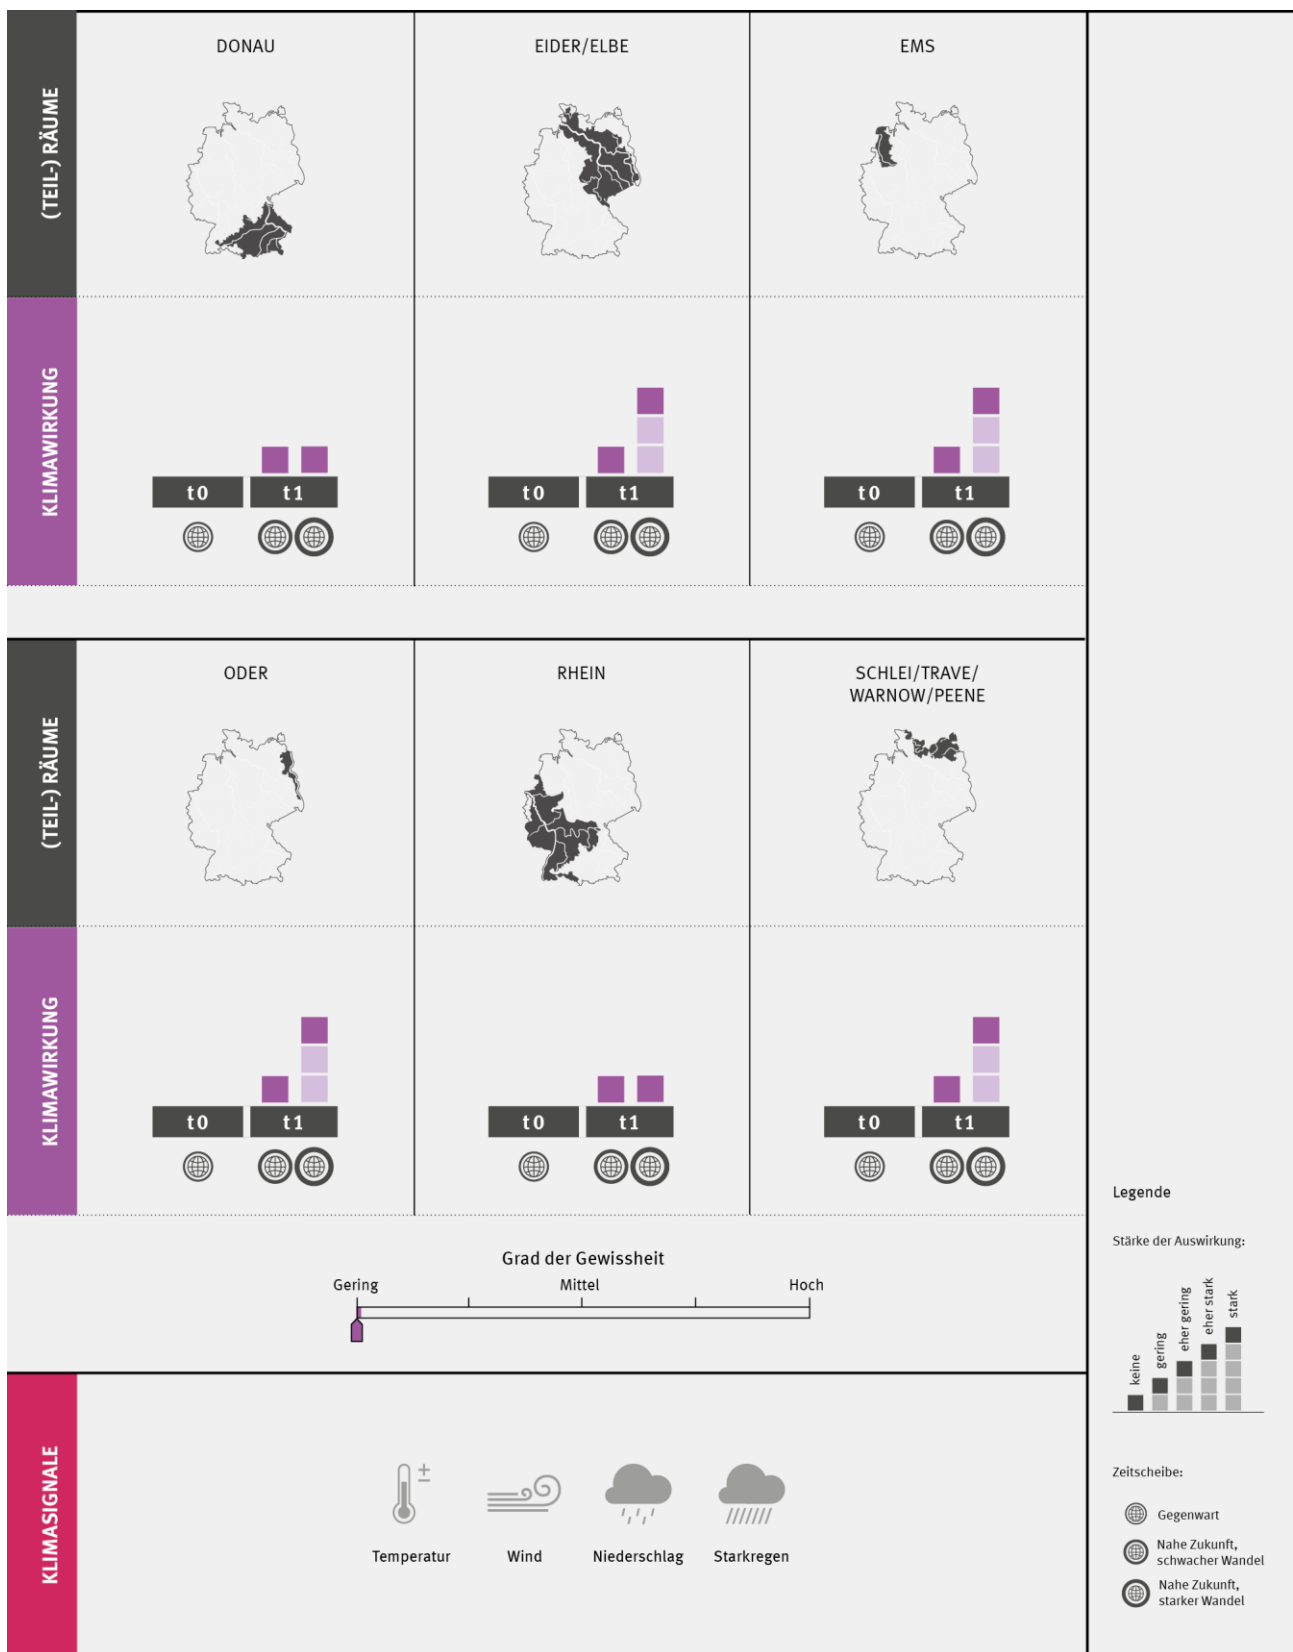 (TEIL-) RÄUME
DONAU
EIDER/ELBE
EMS
KLIMAWIRKUNG
t0
t1
t0
t1
t0
t1
(TEIL-) RÄUME
ODER
RHEIN
SCHLEI/TRAVE/
WARNOW/PEENE
KLIMAWIRKUNG
t0
t1
t0
t1
t0
t1
Grad der Gewissheit
Gering
Mittel
Hoch
KLIMASIGNALE
±
Temperatur
Wind
Niederschlag
Starkregen
Legende
Stärke der Auswirkung:
keine
gering
eher gering
eher stark
stark
Zeitscheibe:
Gegenwart
Nahe Zukunft,
schwacher Wandel
Nahe Zukunft,
starker Wandel